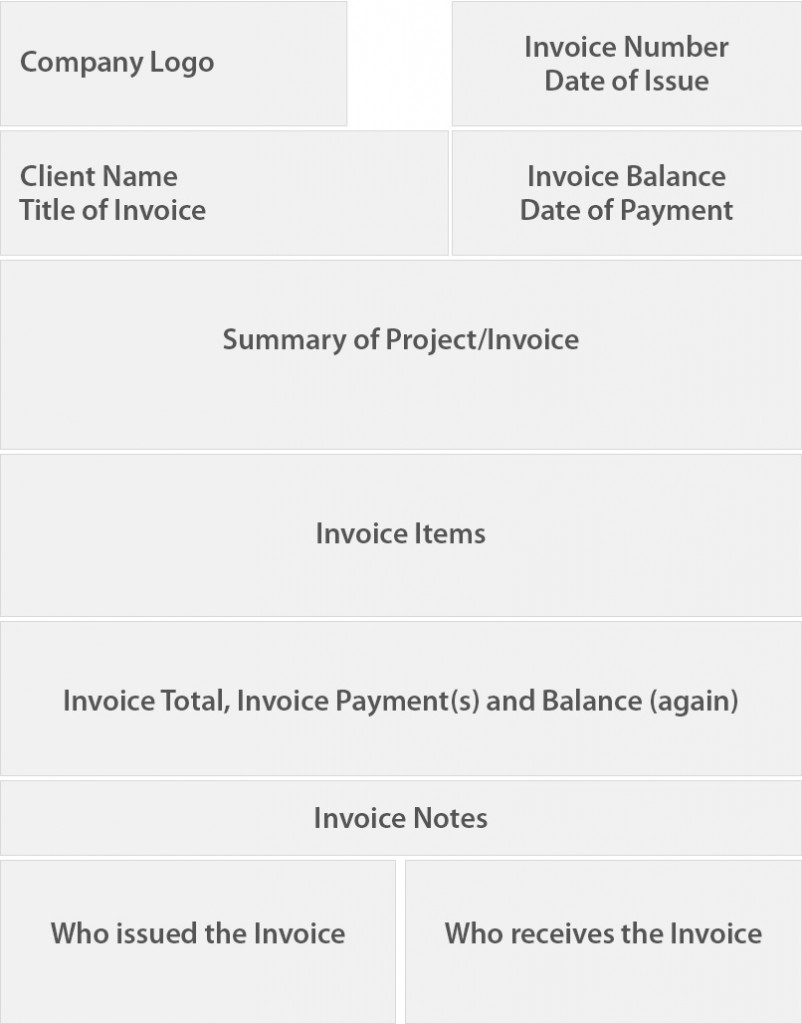 Company Logo
Invoice Number
Date of Issue
Client Name
Title of Invoice
Invoice Balance
Date of Payment
Summary of Project/Invoice
Invoice Items
Invoice Total, Invoice Payment(s) and Balance (again)
Invoice Notes
Who issued the Invoice
Who receives the Invoice